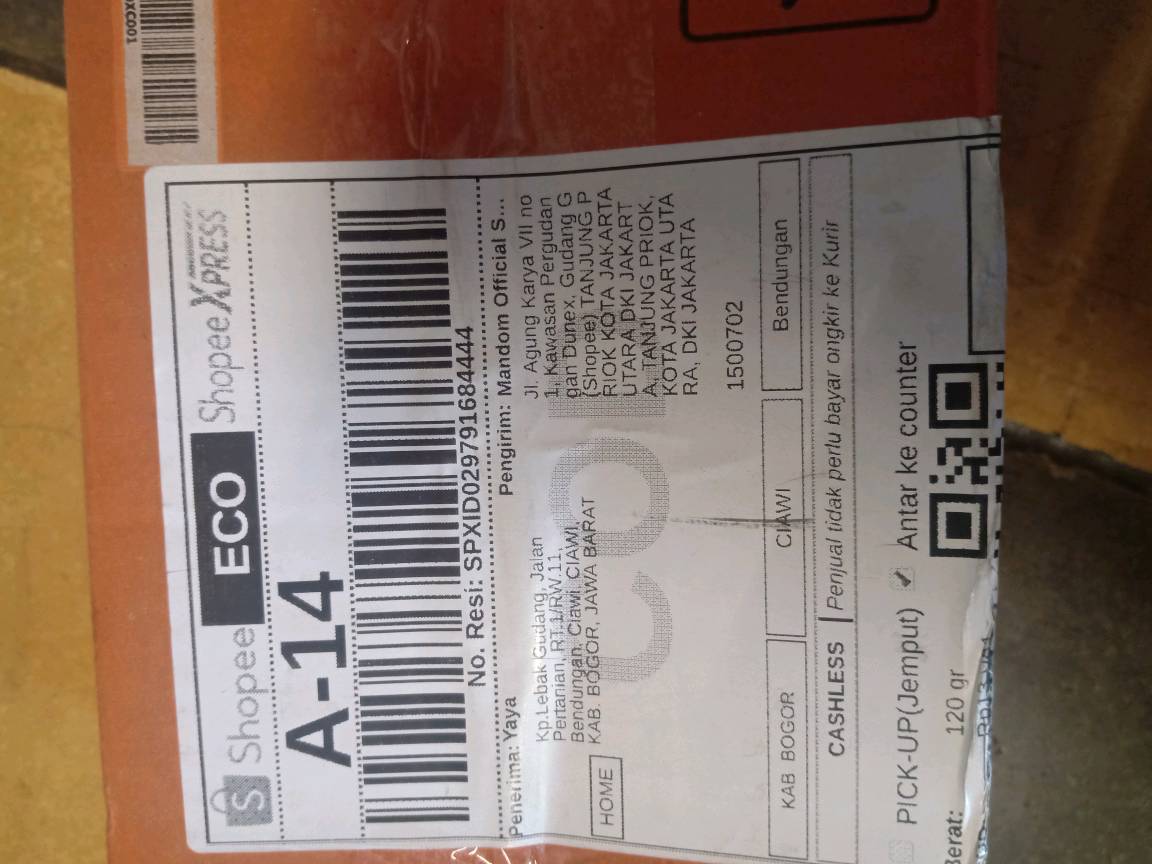 XC001
Shopee ECO Shopee XPRESS
A-14
No. Resi: SPXID029791684444
Penerima: Yaya
Kp.Lebak Gudang, Jalan
Pertanian, RT.1/RW.11,
Bendungan, Ciawi, CIAWI,
KAB. BOGOR, JAWA BARAT
HOME
Pengirim: Mandom Official S...
Jl. Agung Karya VII no
1, Kawasan Pergudan
gan Dunex, Gudang G
(Shopee) TANJUNG P
RIOK KOTA JAKARTA
UTARA DKI JAKART
A, TANJUNG PRIOK,
KOTA JAKARTA UTA
RA, DKI JAKARTA
1500702
KAB BOGOR
CIAWI
Bendungan
CASHLESS Penjual tidak perlu bayar ongkir ke Kurir
PICK-UP(Jemput) Antar ke counter
Berat: 120 gr